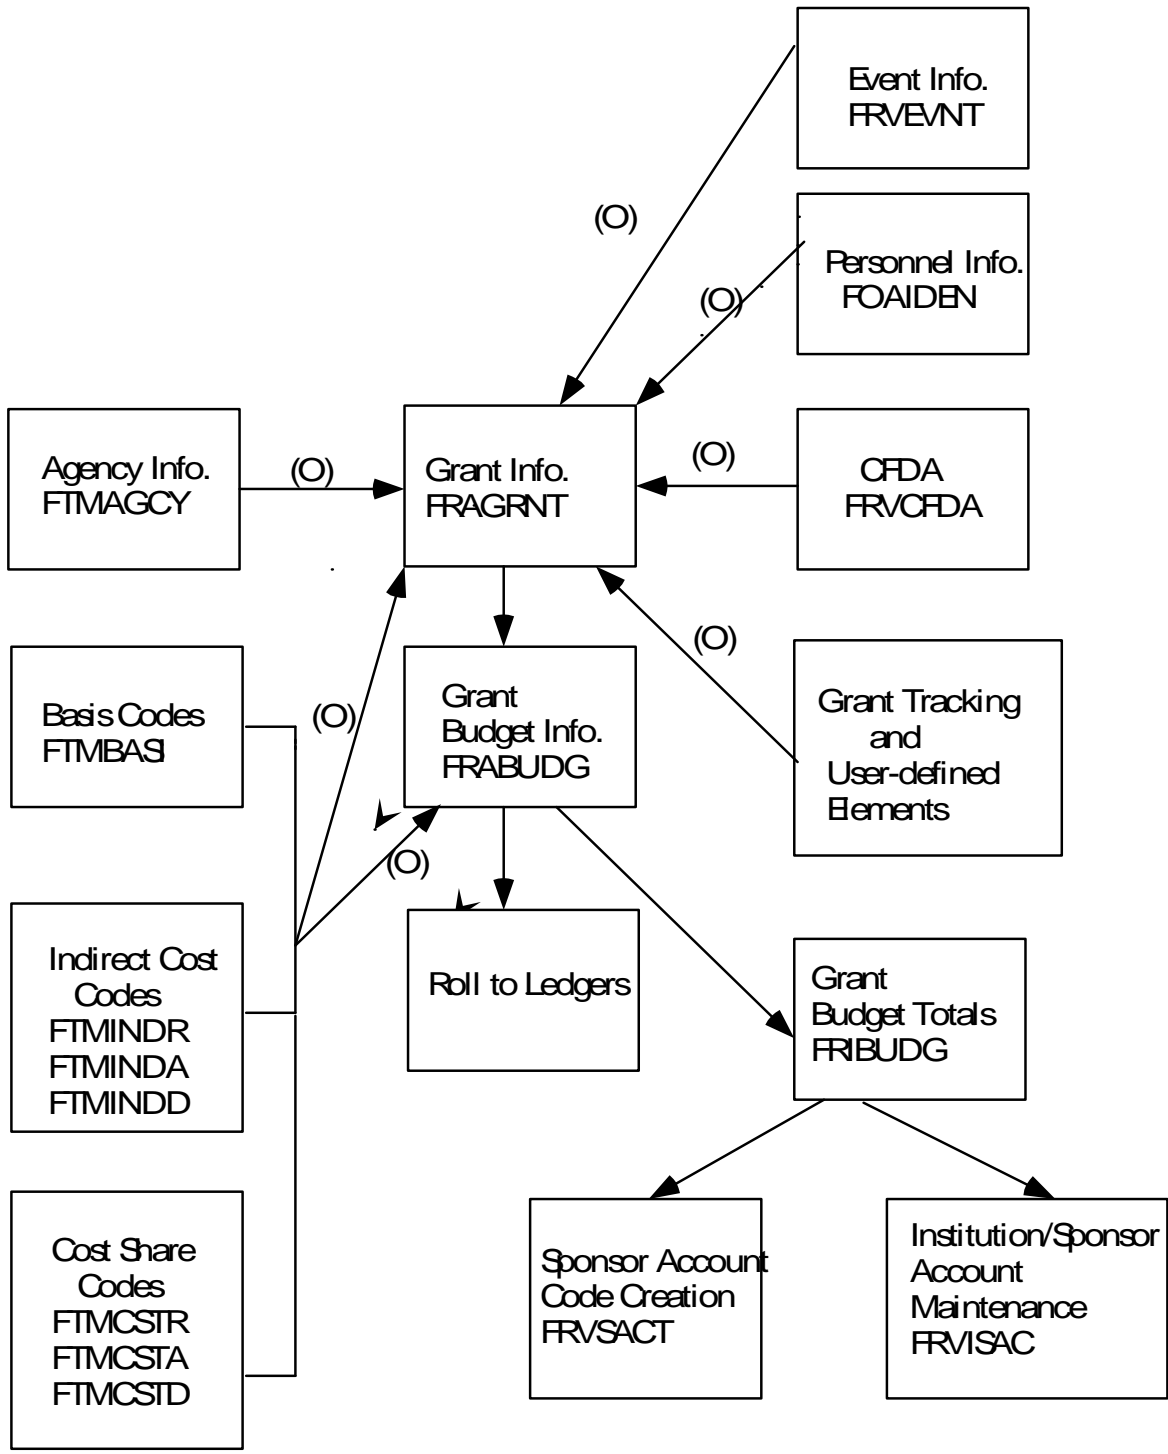 Event Info.
FRVEVNT
(O)
Personnel Info.
FOAIDEN
(O)
Agency Info.
FTMAGCY
(O)
Grant Info.
FRAGRNT
(O)
CFDA
FRVCFDA
Basis Codes
FTMBASI
(O)
Grant
Budget Info.
FRABUDG
(O)
Grant Tracking
and
User-defined
Elements
(O)
Indirect Cost
Codes
FTMINDR
FTMINDA
FTMINDD
Roll to Ledgers
Grant
Budget Totals
FRIBUDG
Cost Share
Codes
FTMCSTR
FTMCSTA
FTMCSTD
Sponsor Account
Code Creation
FRVSACT
Institution/Sponsor
Account
Maintenance
FRVISAC